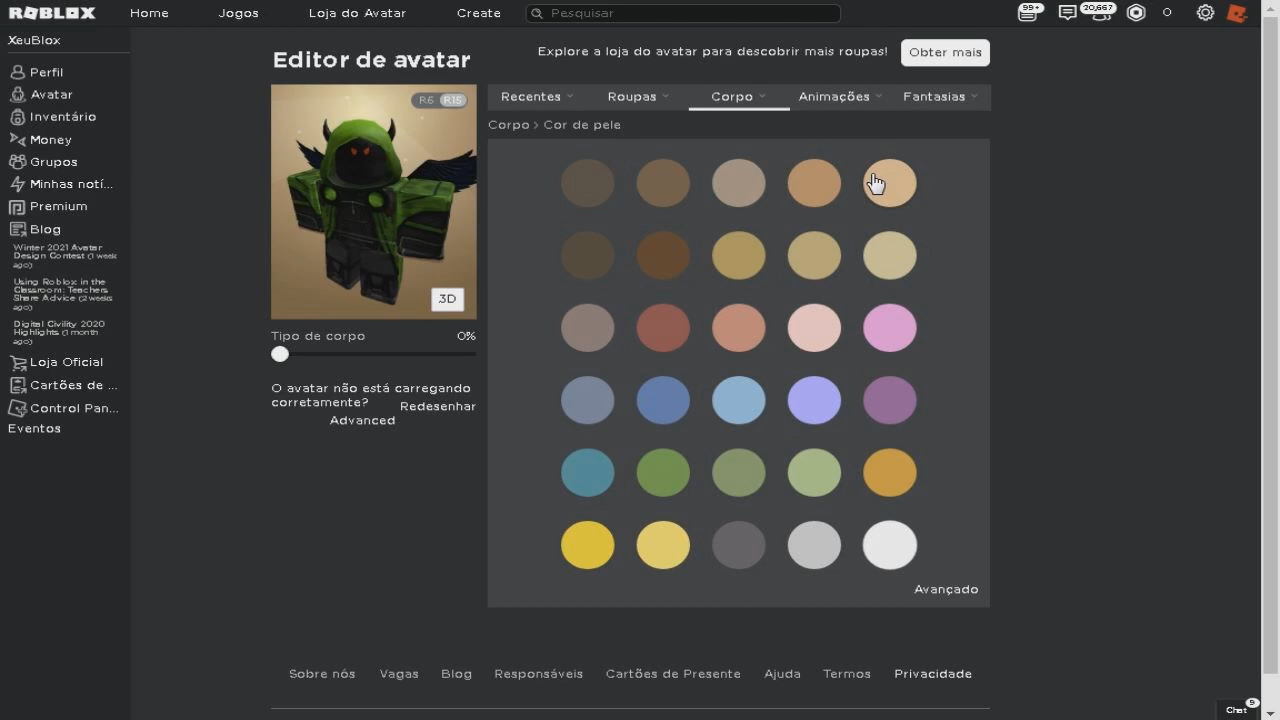 ROBLOX
Home
Jogos
Loja do Avatar
Create
Pesquisar
99+
20,667
XeuBlox
Perfil
Avatar
Inventário
Money
Grupos
Minhas notí...
Premium
Blog
Winter 2021 Avatar
Design Contest (1 week
ago)
Using Roblox in the
Classroom: Teachers
Share Advice (2 weeks
ago)
Digital Civility 2020
Highlights (1 month
ago)
Loja Oficial
Cartões de ...
Control Pan...
Eventos
Editor de avatar
Explore a loja do avatar para descobrir mais roupas!
Obter mais
R6 R15
3D
Tipo de corpo 0%
O avatar não está carregando
corretamente?
Redesenhar
Advanced
Recentes
Roupas
Corpo
Animações
Fantasias
Corpo > Cor de pele
Avançado
Sobre nós
Vagas
Blog
Responsáveis
Cartões de Presente
Ajuda
Termos
Privacidade
Chat
9